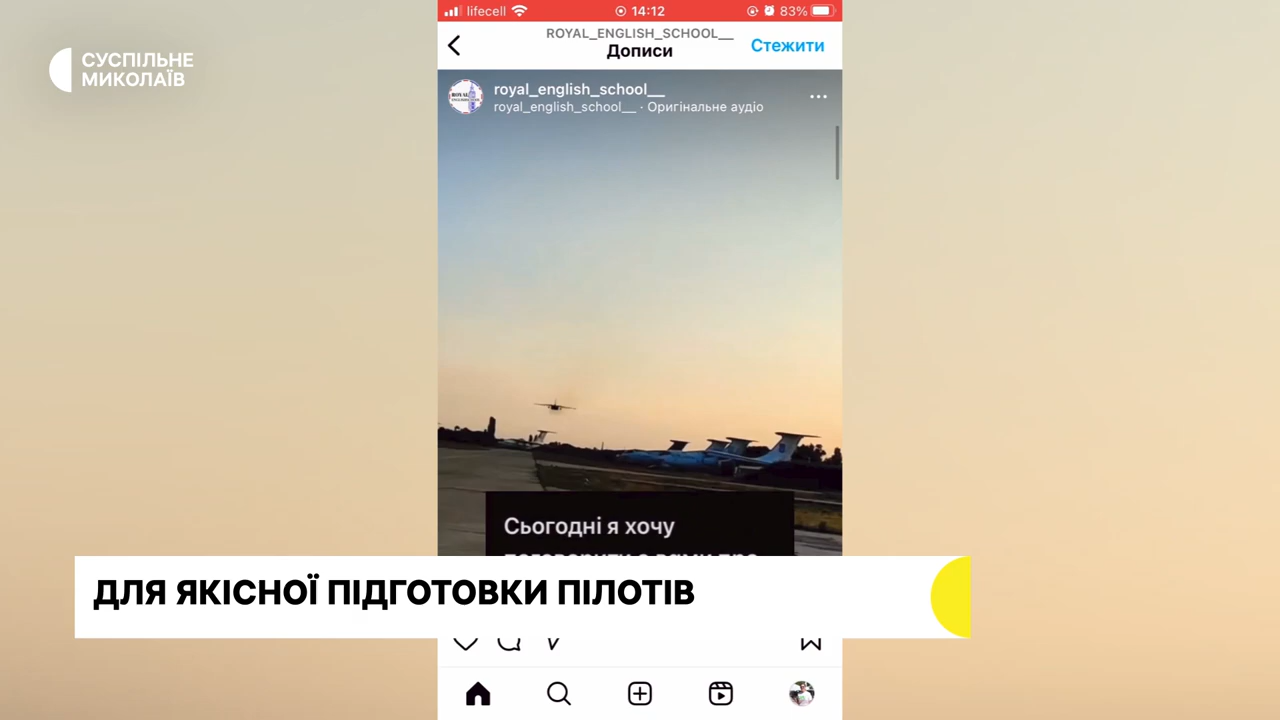 lifecell
14:12
83%
СУСПІЛЬНЕ
МИКОЛАЇВ
ROYAL_ENGLISH_SCHOOL__
Дописи
Стежити
royal_english_school__
royal_english_school__ · Оригінальне аудіо
Сьогодні я хочу
ДЛЯ ЯКІСНОЇ ПІДГОТОВКИ ПІЛОТІВ